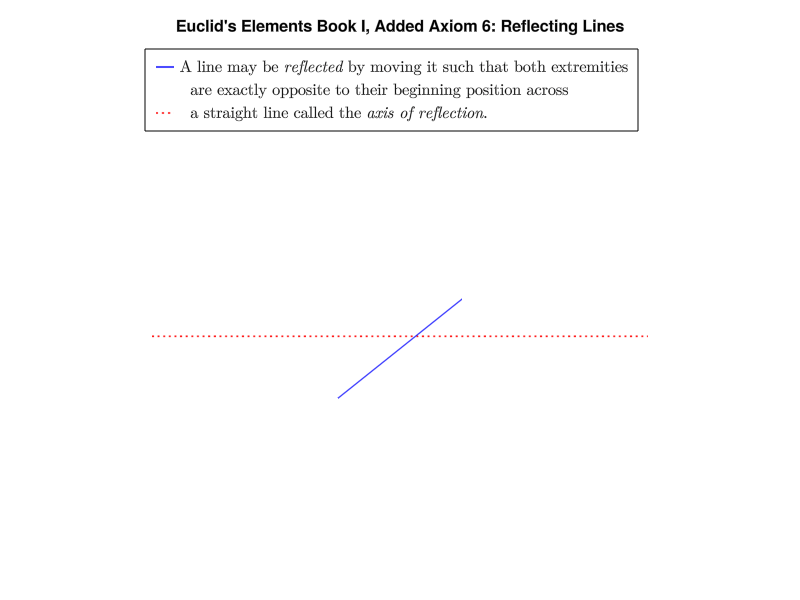 Euclid's Elements Book I, Added Axiom 6: Reflecting Lines
A line may be reflected by moving it such that both extremities
are exactly opposite to their beginning position across
a straight line called the axis of reflection.